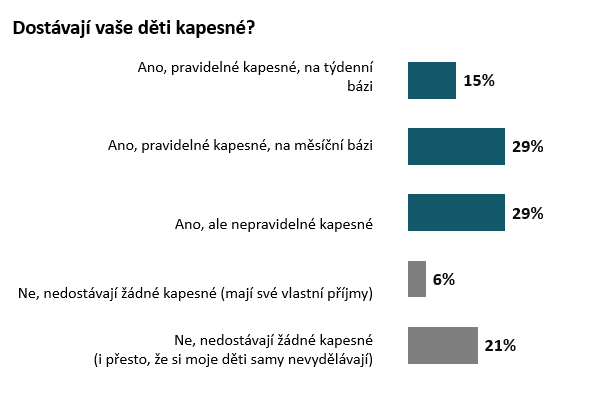 Dostávají vaše děti kapesné?
Ano, pravidelné kapesné, na týdenní
bázi
15%
Ano, pravidelné kapesné, na měsíční bázi
29%
Ano, ale nepravidelné kapesné
29%
Ne, nedostávají žádné kapesné (mají své vlastní příjmy)
6%
Ne, nedostávají žádné kapesné
(i přesto, že si moje děti samy nevydělávají)
21%